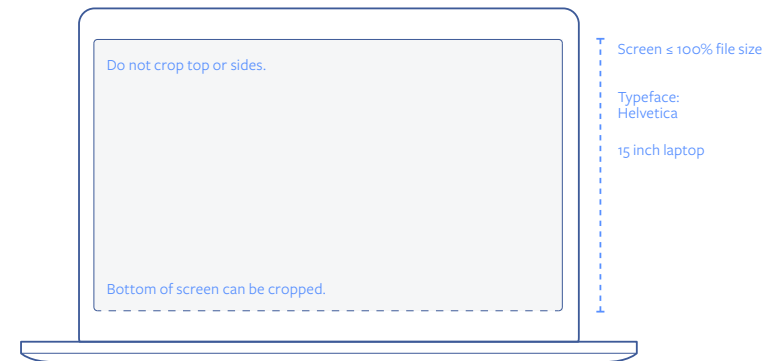 Do not crop top or sides.
Screen ≤ 100% file size
Typeface:
Helvetica
15 inch laptop
Bottom of screen can be cropped.